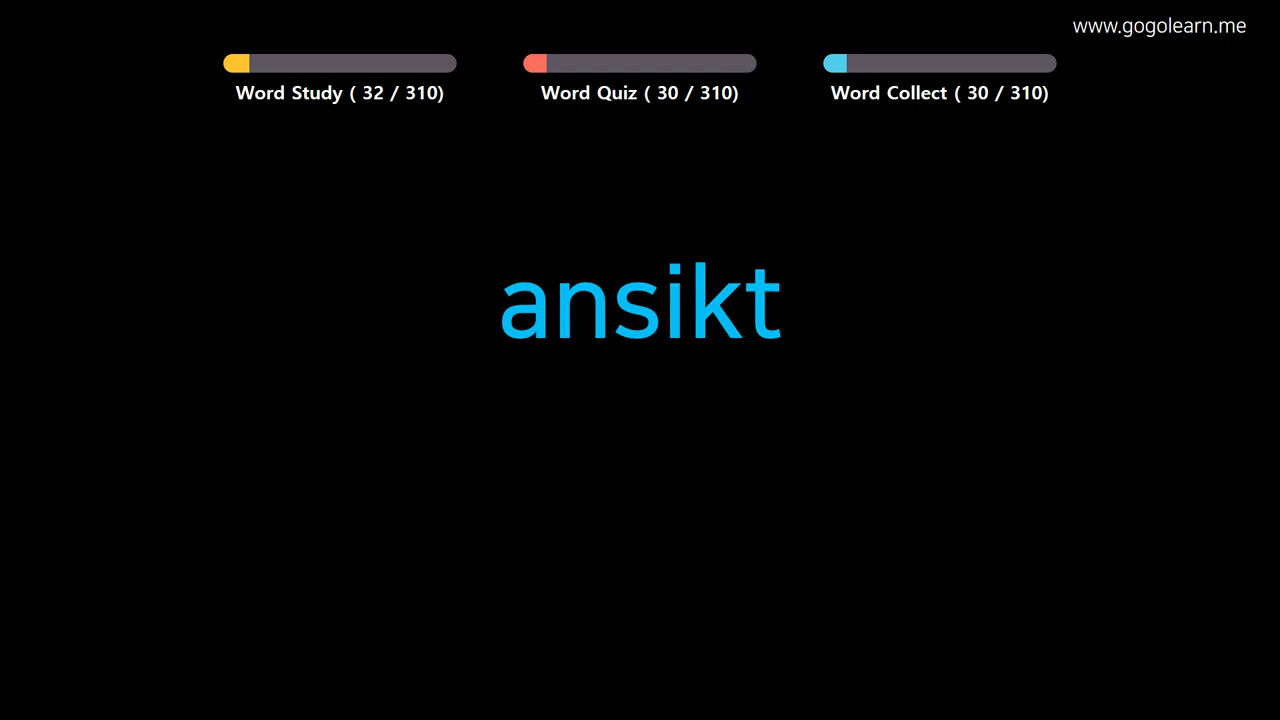 www.gogolearn.me
Word Study ( 32 / 310)
Word Quiz ( 30 / 310)
Word Collect ( 30 / 310)
ansikt